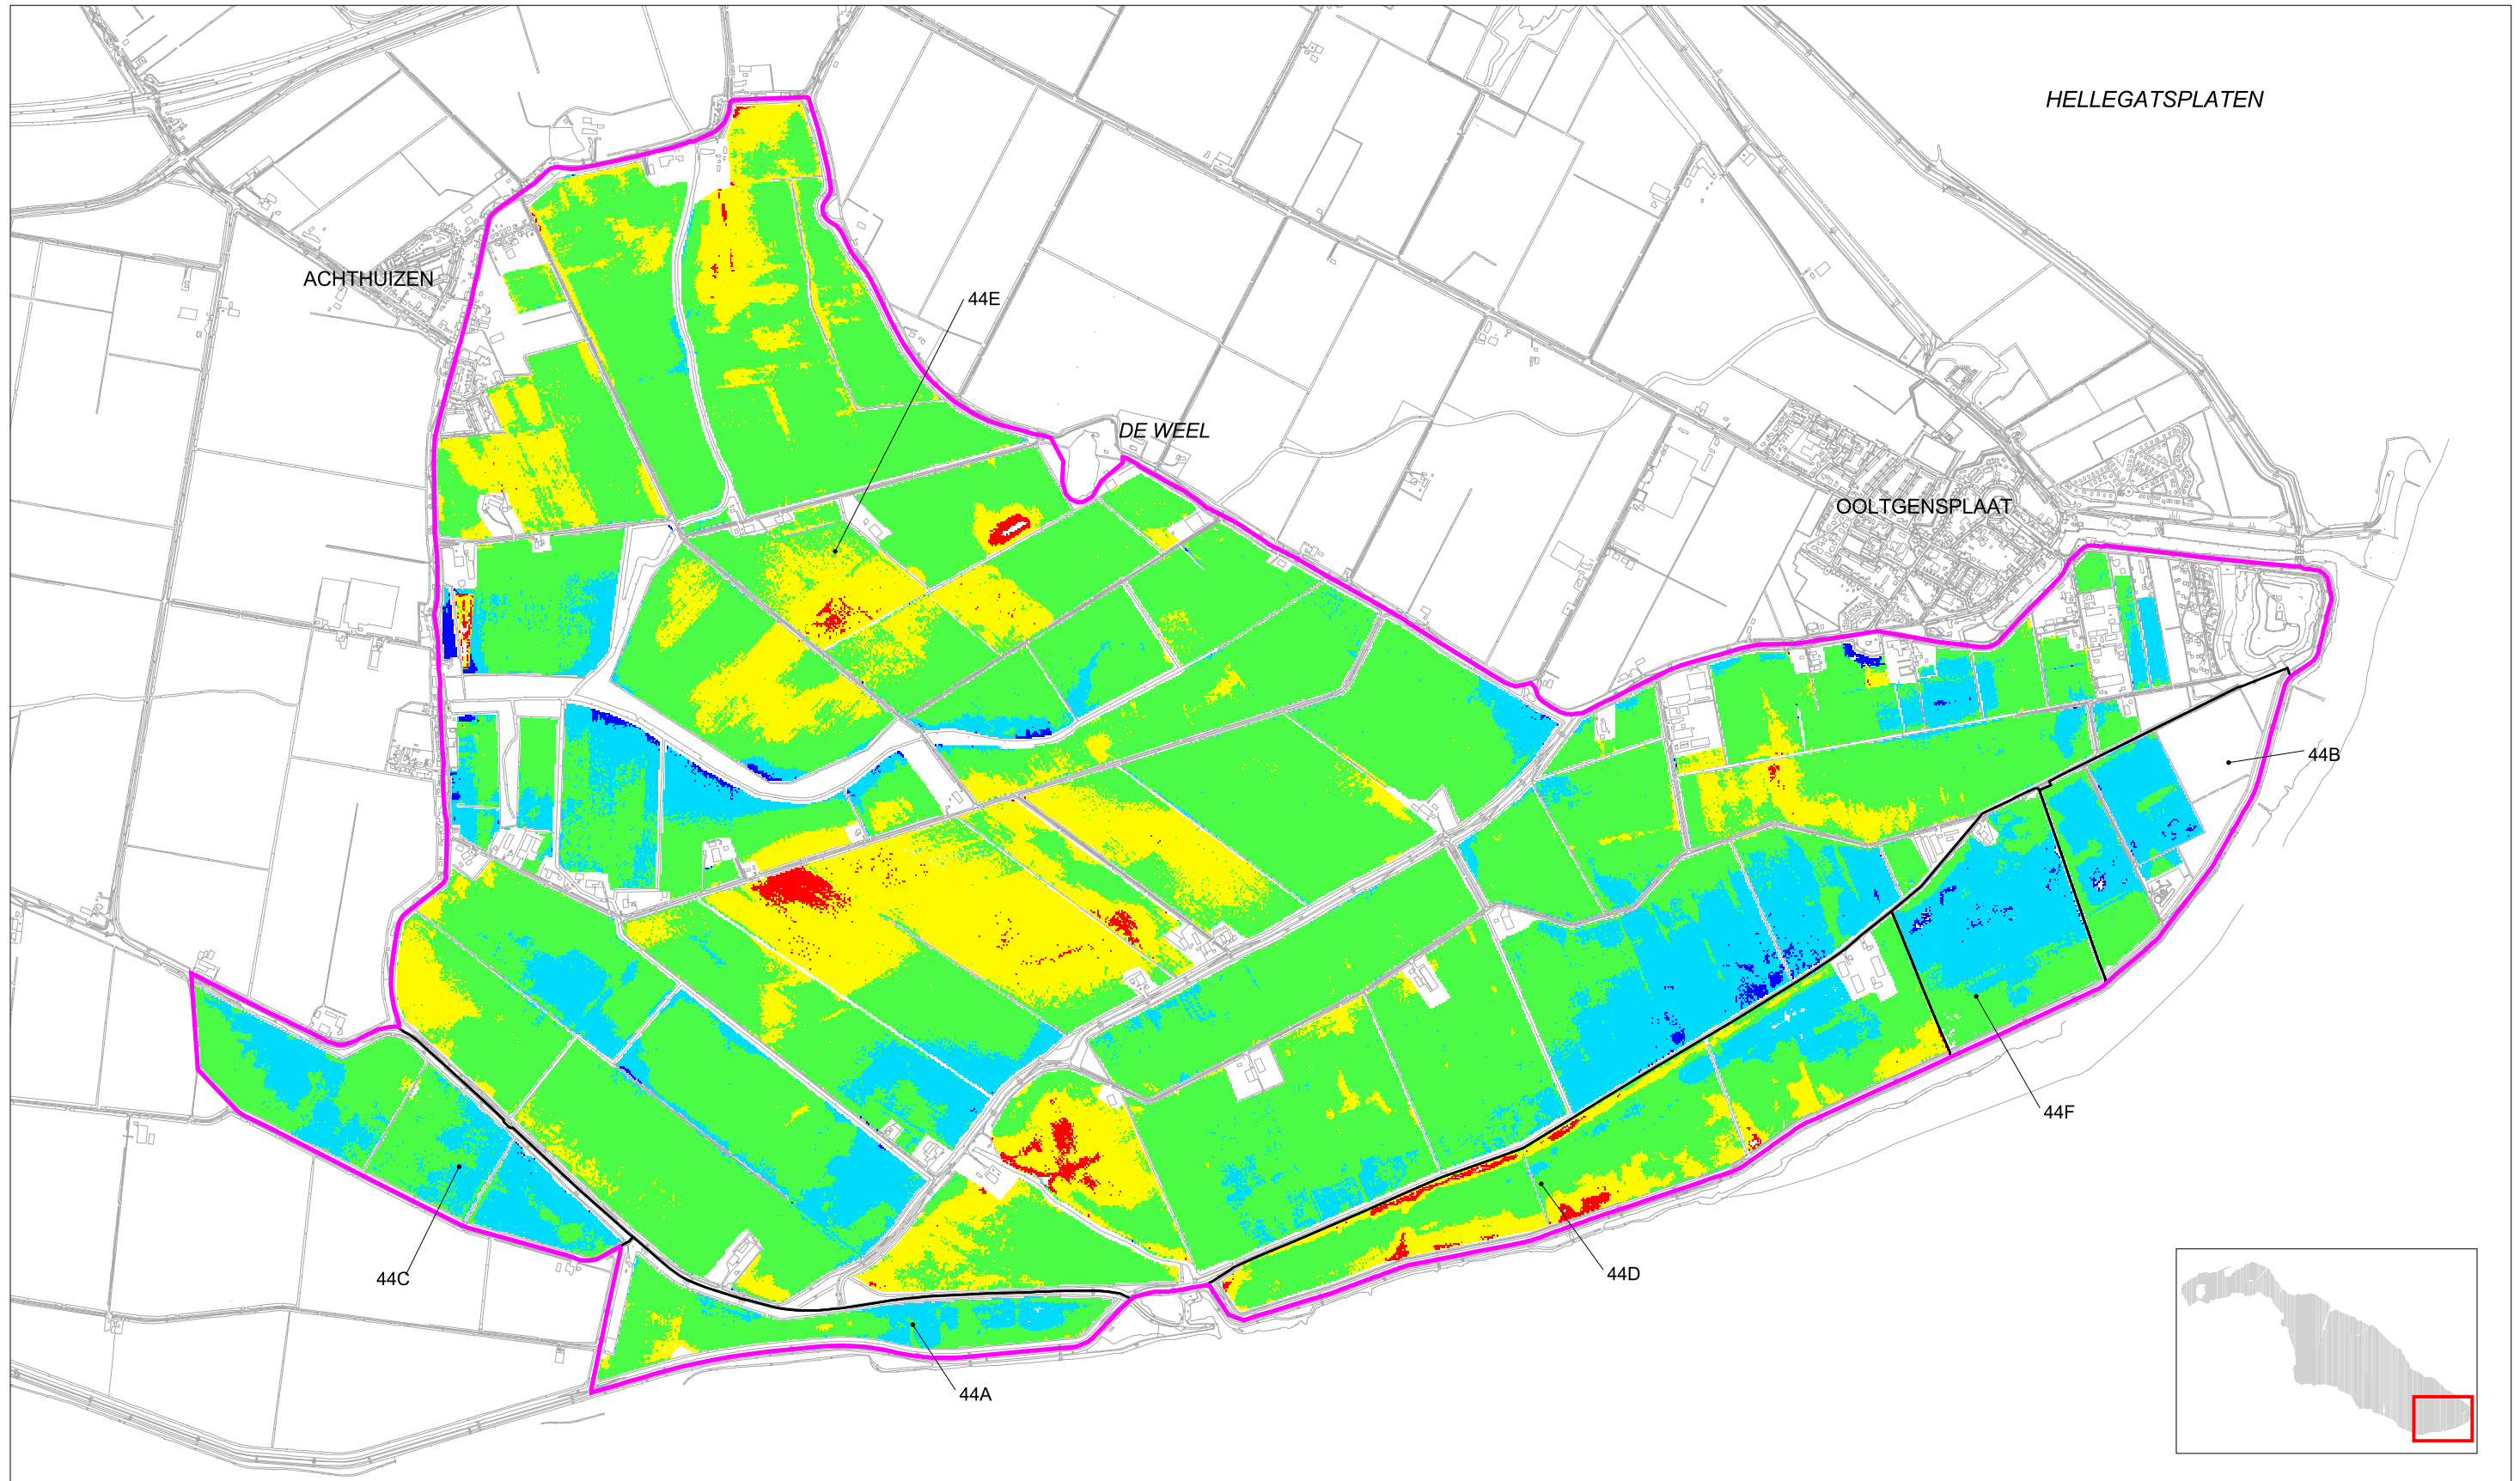 HELLEGATSPLATEN
ACHTHUIZEN
44E
DE WEEL
OOLTGENSPLAAT
44B
44F
44C
44D
44A